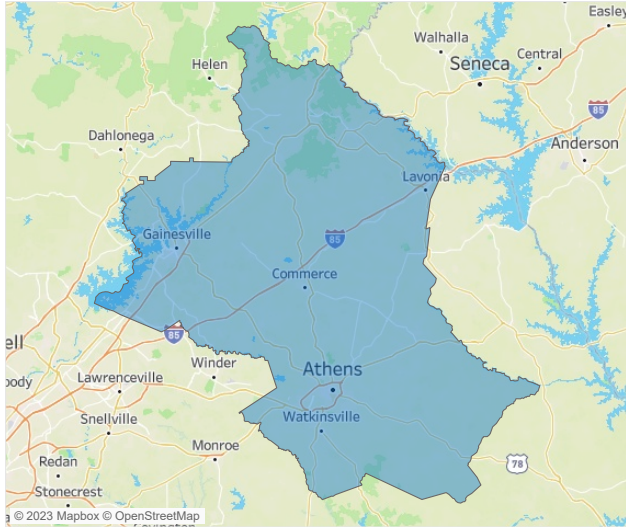 Easley
Walhalla
Central
Helen
Seneca
85
Dahlonega
Anderson
Lavonia
Gainesville
85
Commerce
85
ell
Winder
Athens
Lawrenceville
oody
Watkinsville
Snellville
Monroe
Redan
78
Stonecrest
© 2023 Mapbox © OpenStreetMap